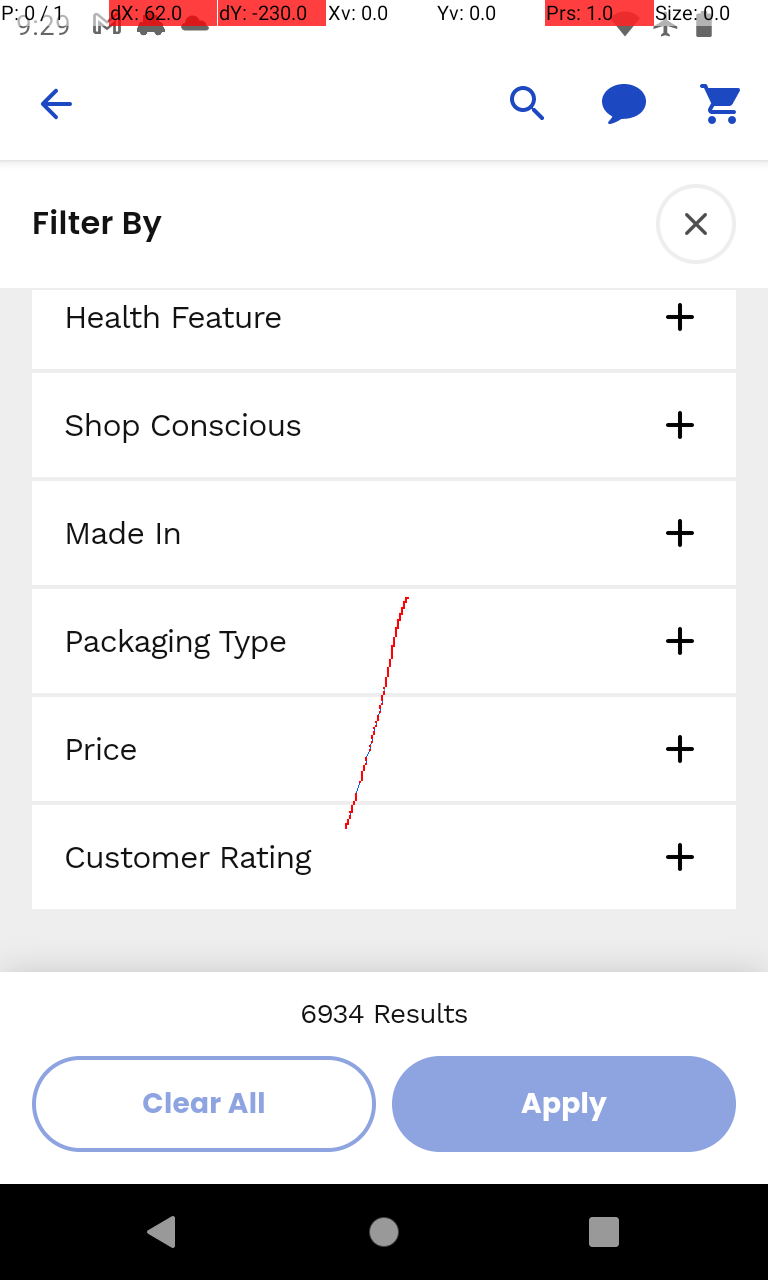 P: 0 / 1 dX: 62.0 dY: -230.0 Xv: 0.0 Yv: 0.0 Prs: 1.0 Size: 0.0
9:29
Filter By
Health Feature
Shop Conscious
Made In
Packaging Type
Price
Customer Rating
6934 Results
Clear All Apply